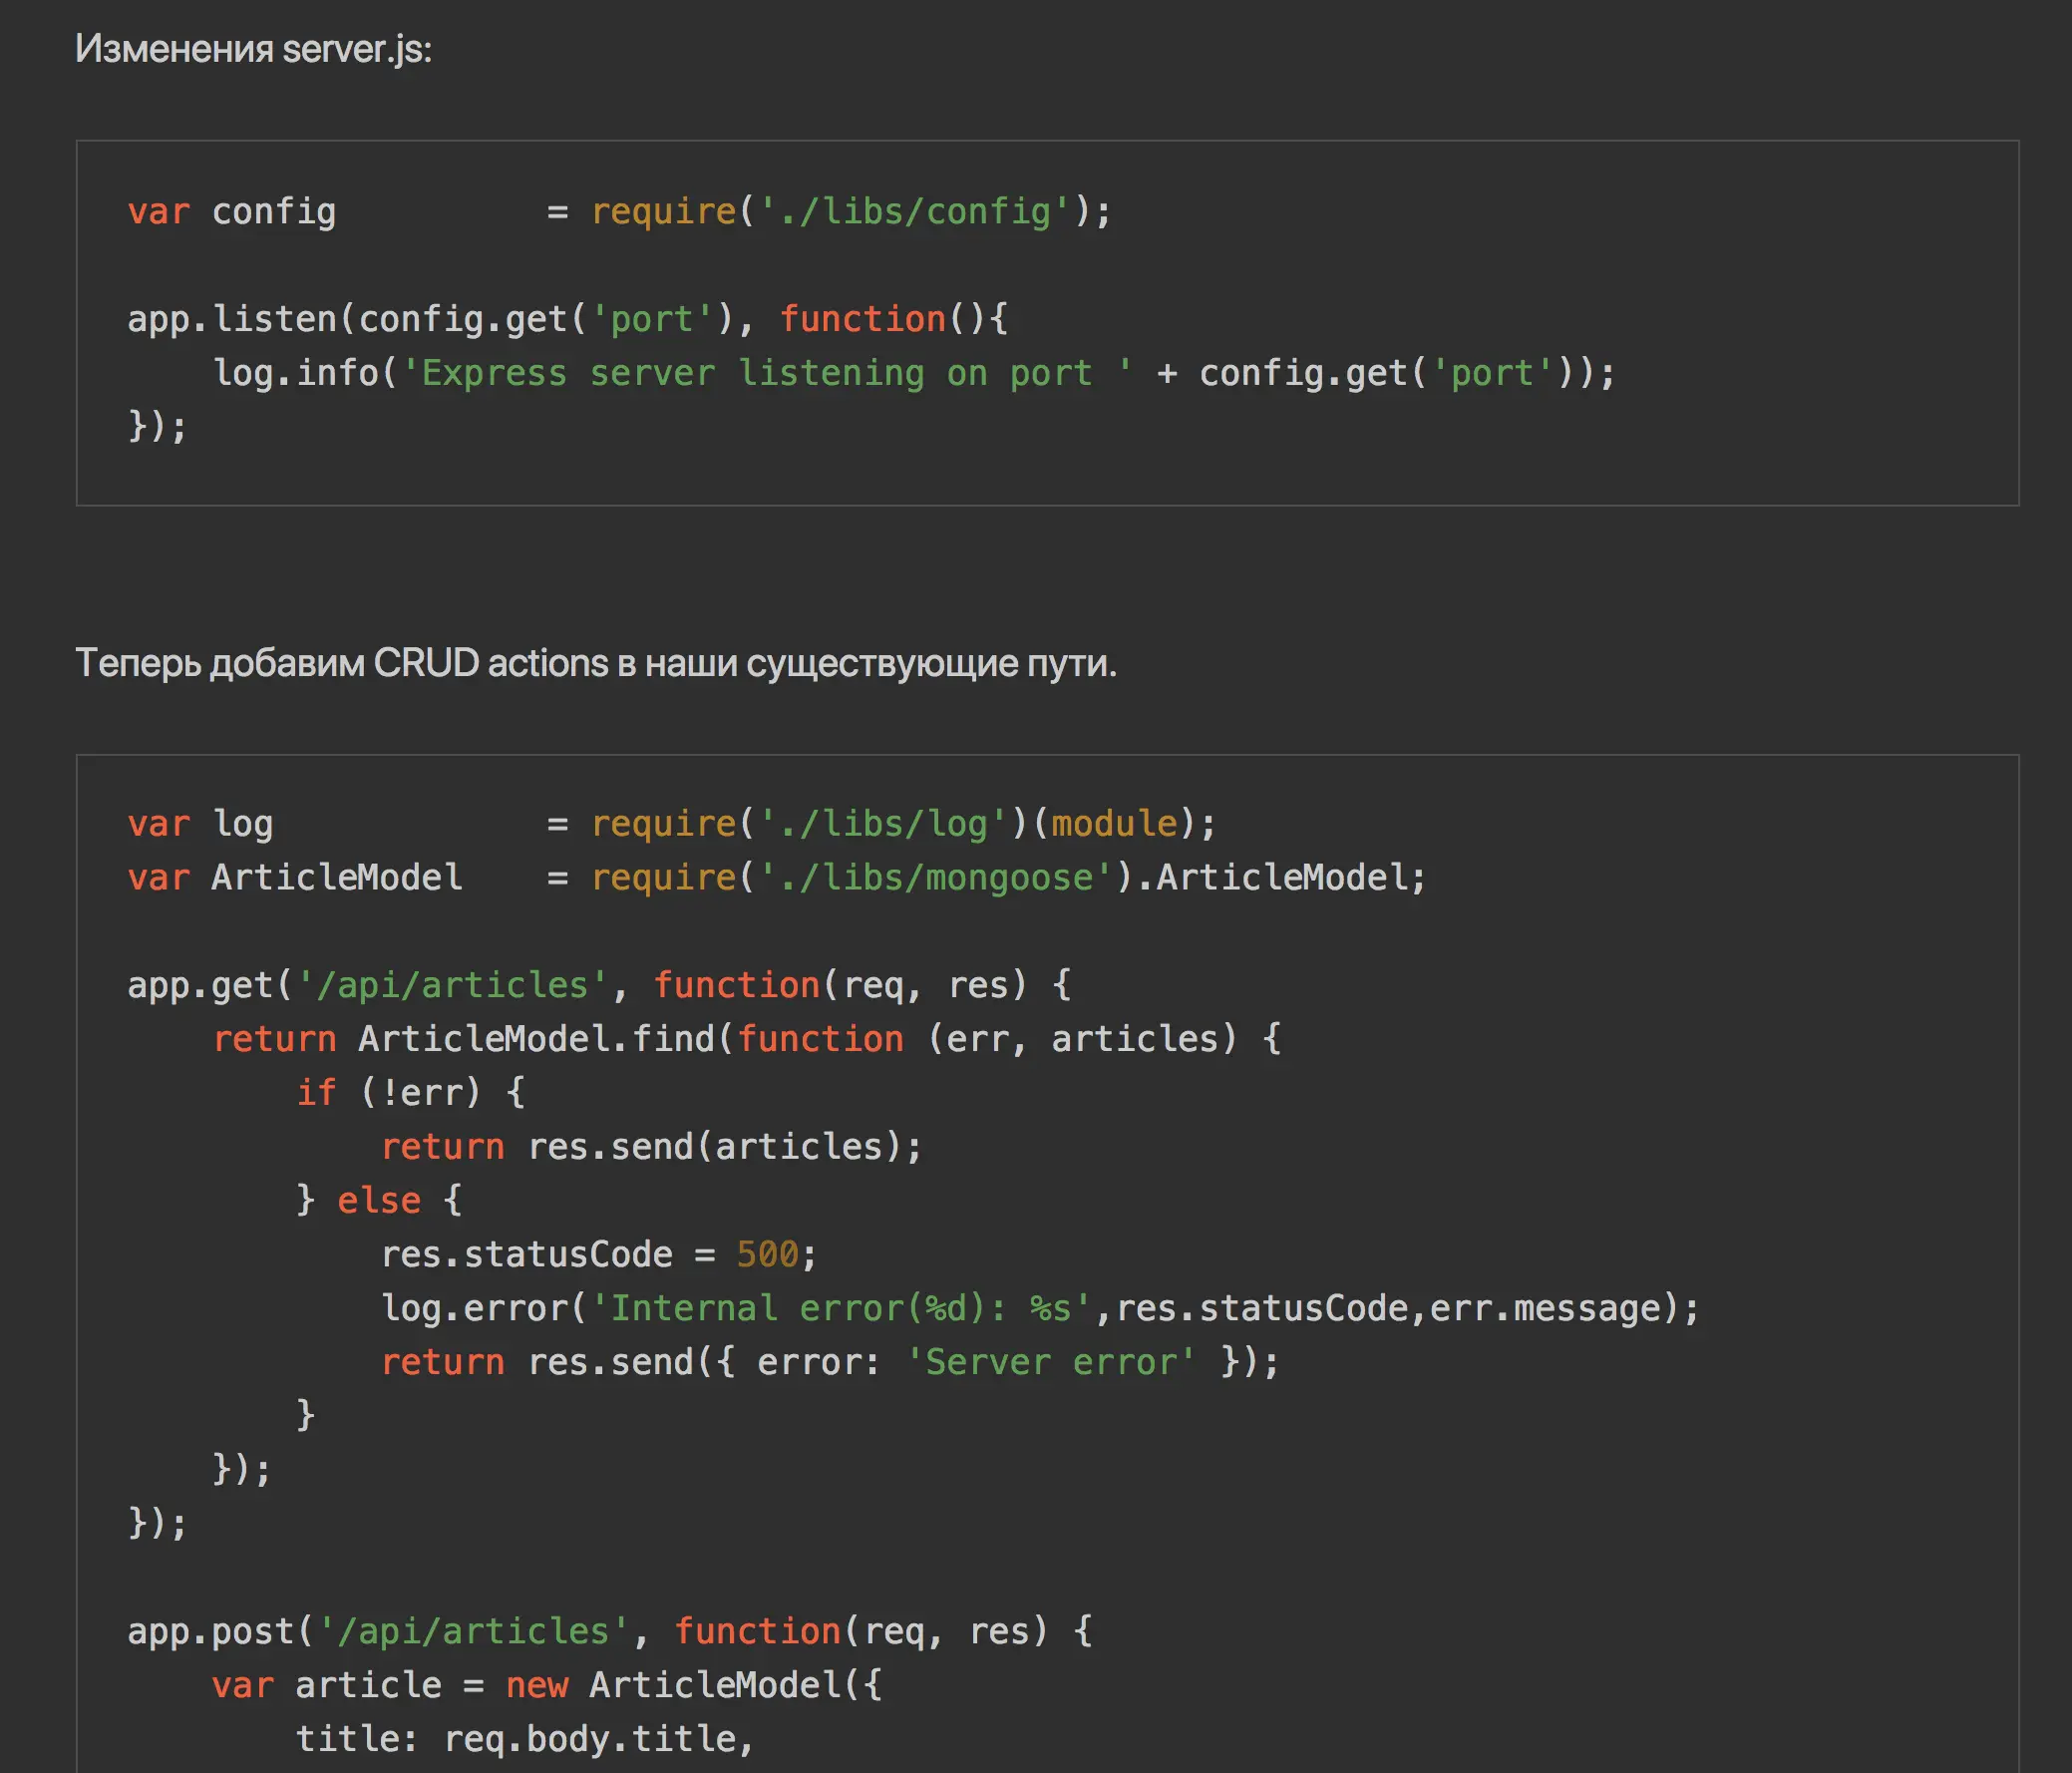 Изменения server.js:
var config          = require('./libs/config');
app.listen(config.get('port'), function(){
    log.info('Express server listening on port ' + config.get('port'));
});
Теперь добавим CRUD actions в наши существующие пути.
var log             = require('./libs/log')(module);
var ArticleModel    = require('./libs/mongoose').ArticleModel;
app.get('/api/articles', function(req, res) {
    return ArticleModel.find(function (err, articles) {
        if (!err) {
            return res.send(articles);
        } else {
            res.statusCode = 500;
            log.error('Internal error(%d): %s',res.statusCode,err.message);
            return res.send({ error: 'Server error' });
        }
    });
});
app.post('/api/articles', function(req, res) {
    var article = new ArticleModel({
        title: req.body.title,